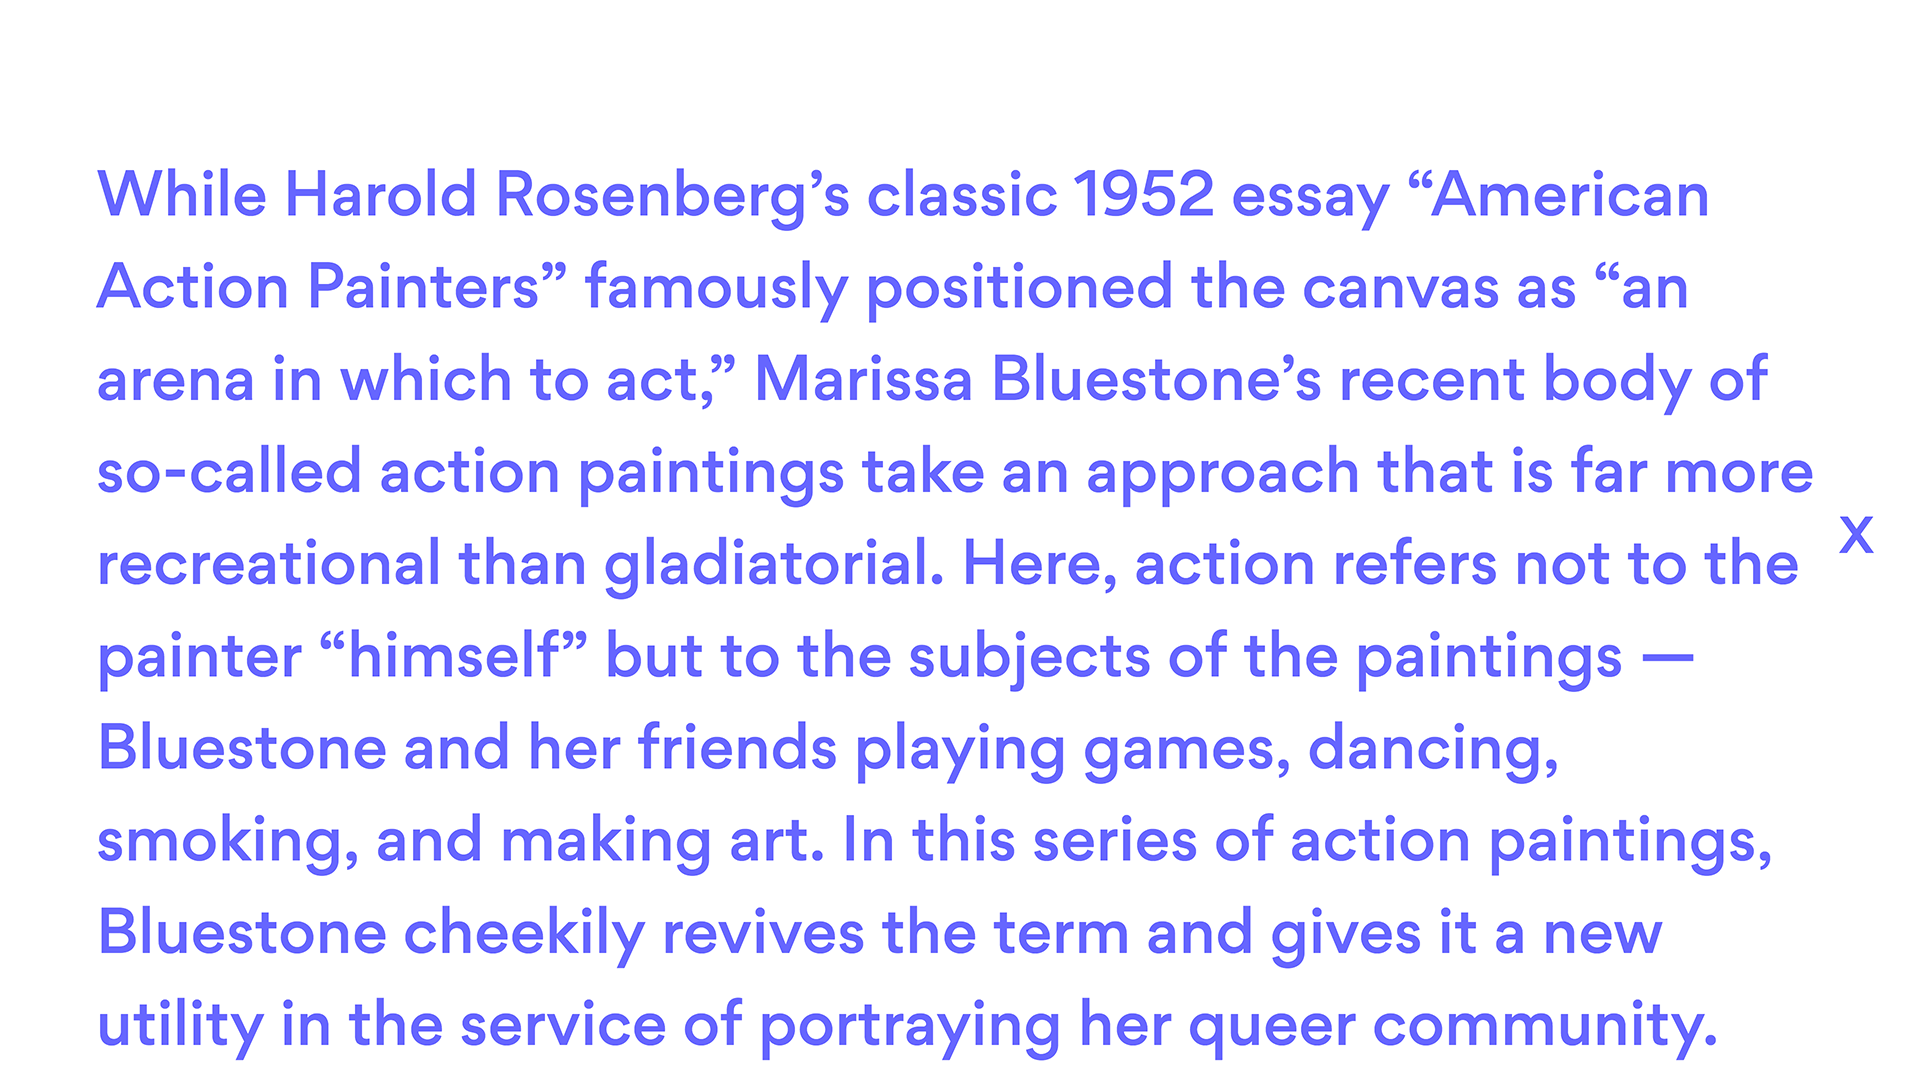 While Harold Rosenberg’s classic 1952 essay “American
Action Painters” famously positioned the canvas as “an
arena in which to act,” Marissa Bluestone’s recent body of
so-called action paintings take an approach that is far more
recreational than gladiatorial. Here, action refers not to the
X
painter “himself” but to the subjects of the paintings —
Bluestone and her friends playing games, dancing,
smoking, and making art. In this series of action paintings,
Bluestone cheekily revives the term and gives it a new
utility in the service of portraying her queer community.